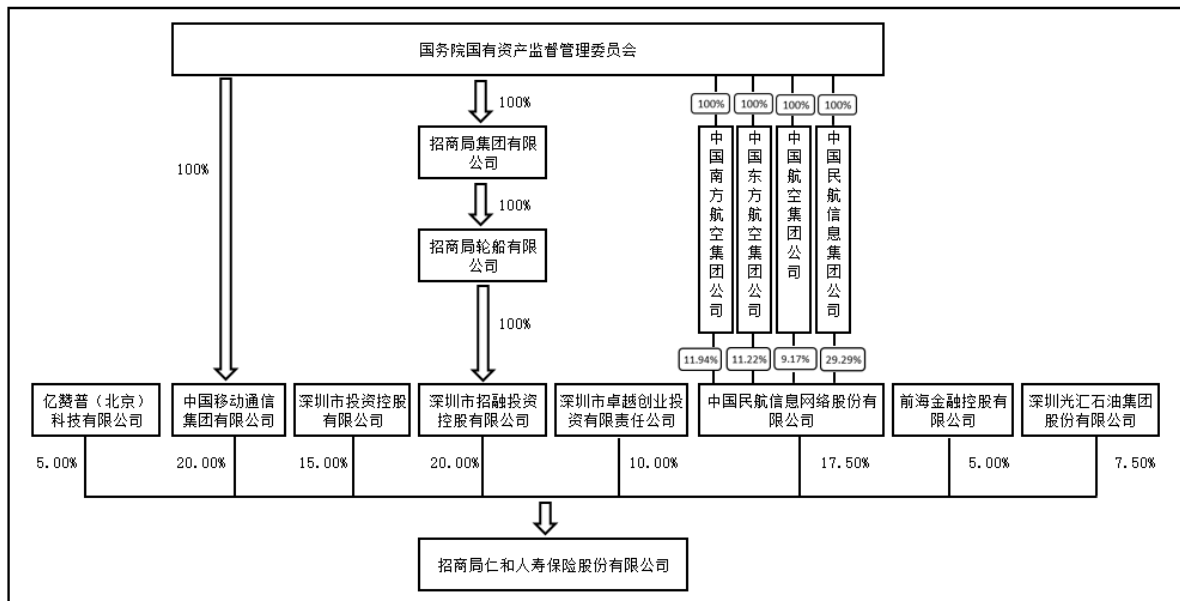 国务院国有资产监督管理委员会
100%
100%
100%
100%
100%
招商局集团有限
公司
中国南方航空集团公司
中国东方航空集团公司
中国航空集团公司
中国民航信息集团公司
100%
100%
招商局轮船有限
公司
100%
11.94%
11.22%
9.17%
29.29%
亿赞普（北京）
科技有限公司
中国移动通信
集团有限公司
深圳市投资控股
有限公司
深圳市招融投资
控股有限公司
深圳市卓越创业投
资有限责任公司
中国民航信息网络股份有
限公司
前海金融控股有
限公司
深圳光汇石油集团
股份有限公司
5.00%
20.00%
15.00%
20.00%
10.00%
17.50%
5.00%
7.50%
招商局仁和人寿保险股份有限公司